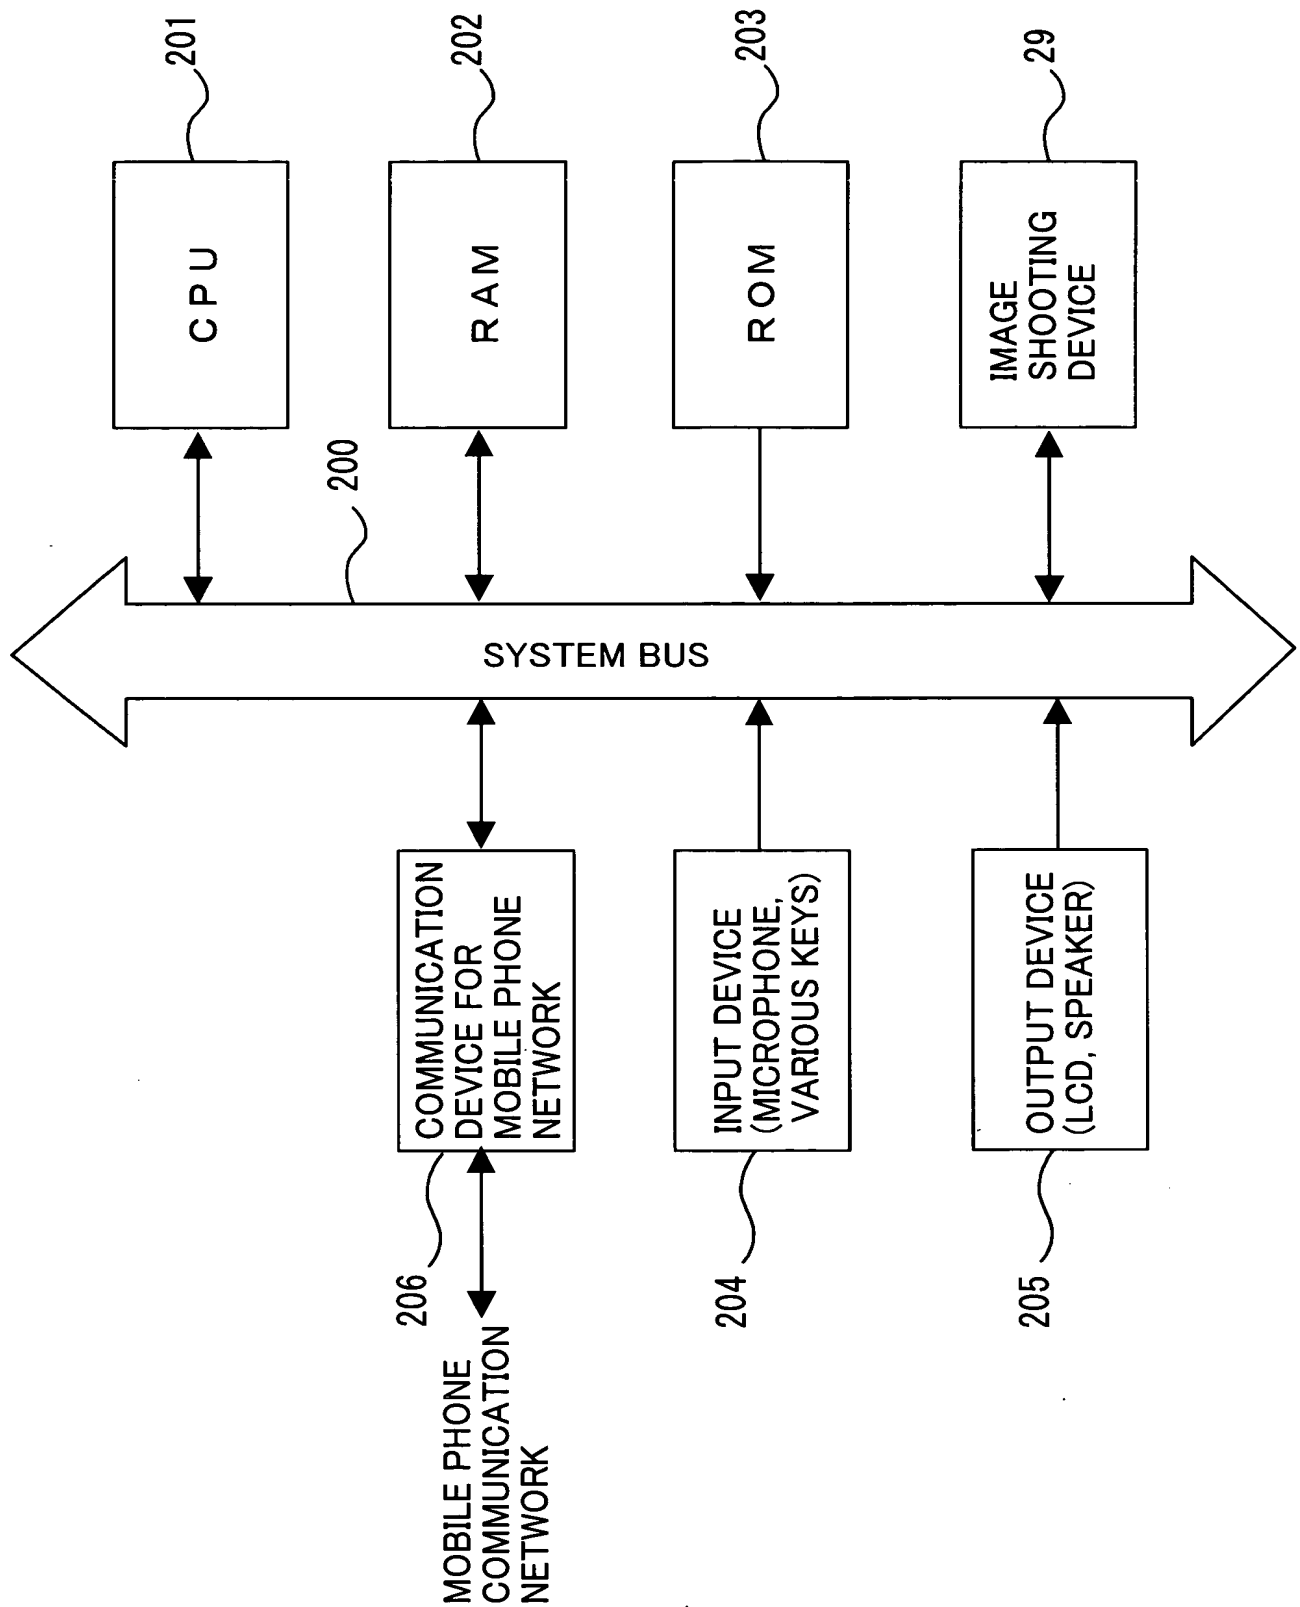 201
CPU
202
RAM
203
ROM
29
IMAGE
SHOOTING
DEVICE
200
SYSTEM BUS
COMMUNICATION
DEVICE FOR
MOBILE PHONE
NETWORK
206
MOBILE PHONE
COMMUNICATION
NETWORK
INPUT DEVICE
(MICROPHONE,
VARIOUS KEYS)
204
OUTPUT DEVICE
(LCD, SPEAKER)
205